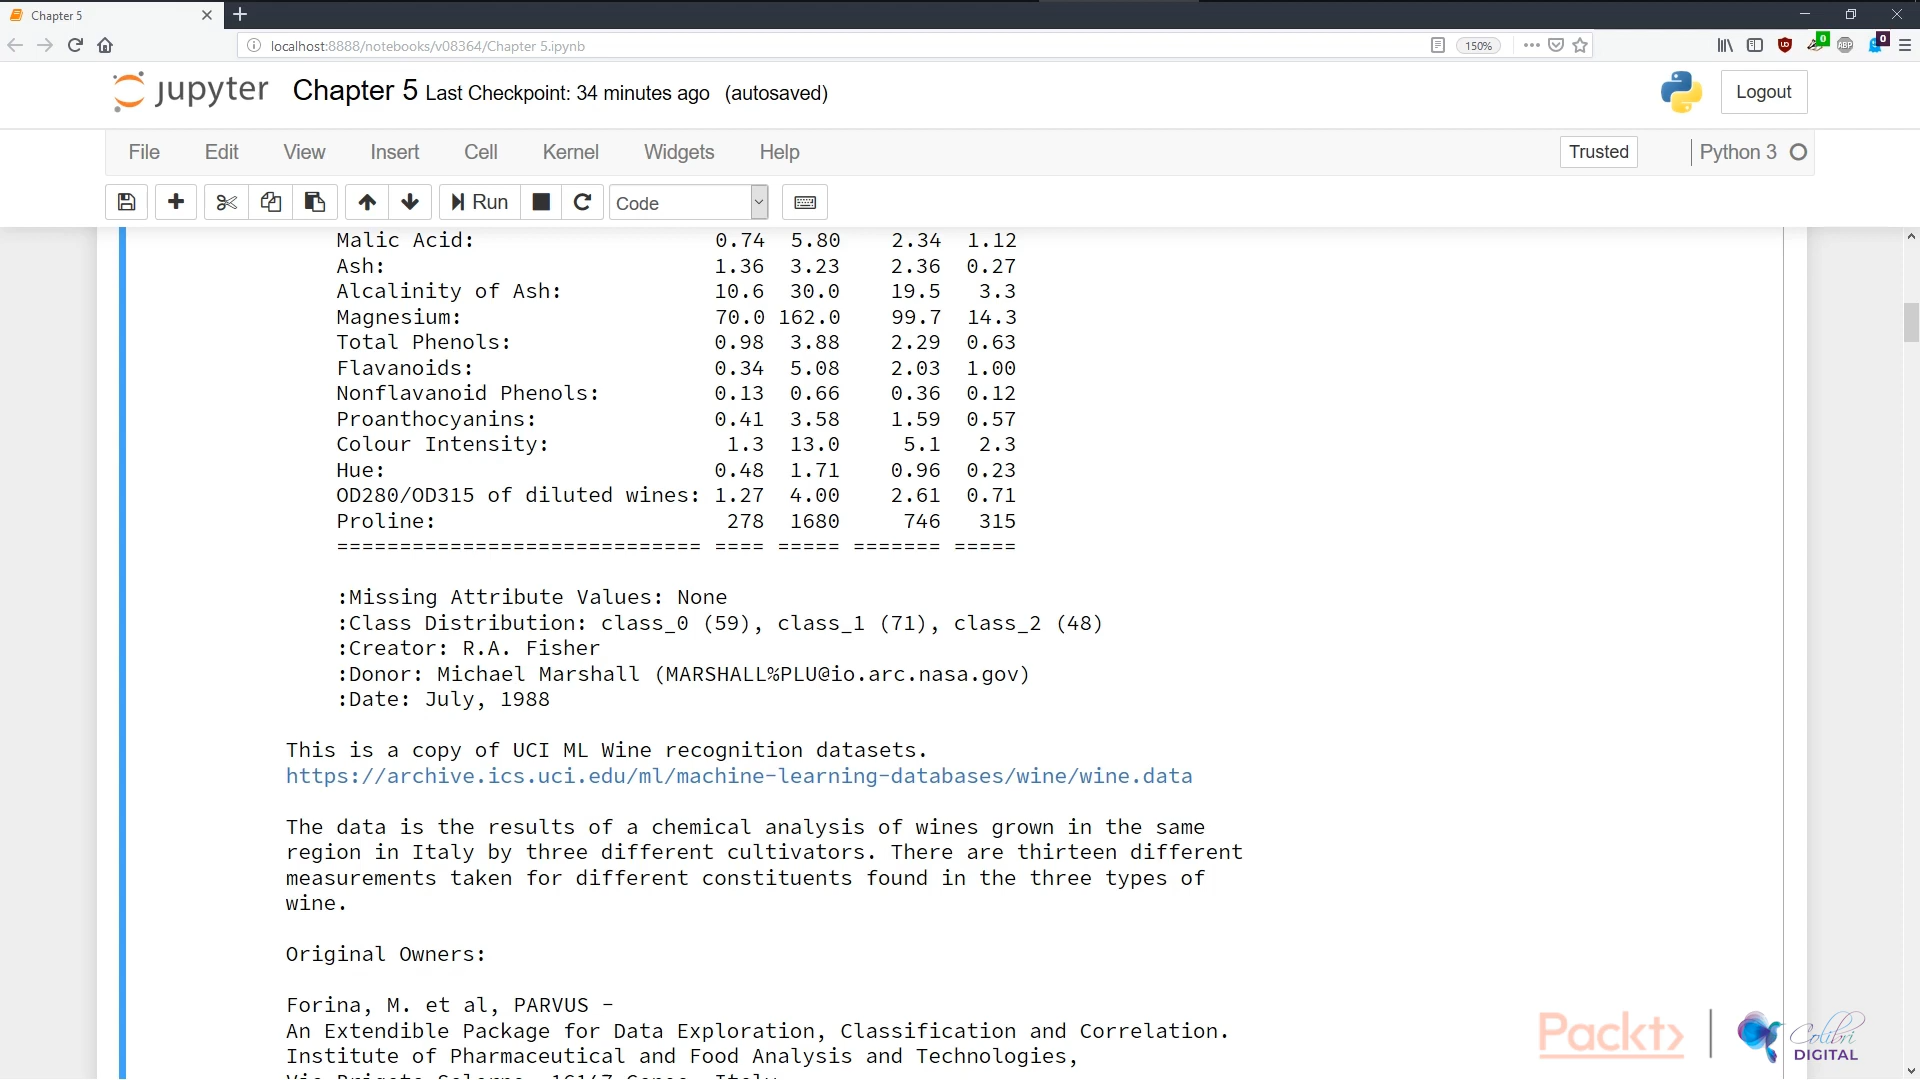 Chapter 5
localhost:8888/notebooks/v08364/Chapter 5.ipynb
150%
0
0
jupyter
Chapter 5 Last Checkpoint: 34 minutes ago (autosaved)
Logout
File Edit View Insert Cell Kernel Widgets Help
Trusted
Python 3
Run
Code
Malic Acid: 0.74 5.80 2.34 1.12
Ash: 1.36 3.23 2.36 0.27
Alcalinity of Ash: 10.6 30.0 19.5 3.3
Magnesium: 70.0 162.0 99.7 14.3
Total Phenols: 0.98 3.88 2.29 0.63
Flavanoids: 0.34 5.08 2.03 1.00
Nonflavanoid Phenols: 0.13 0.66 0.36 0.12
Proanthocyanins: 0.41 3.58 1.59 0.57
Colour Intensity: 1.3 13.0 5.1 2.3
Hue: 0.48 1.71 0.96 0.23
OD280/OD315 of diluted wines: 1.27 4.00 2.61 0.71
Proline: 278 1680 746 315
============================= ==== ===== ======= =====
:Missing Attribute Values: None
:Class Distribution: class_0 (59), class_1 (71), class_2 (48)
:Creator: R.A. Fisher
:Donor: Michael Marshall (MARSHALL%PLU@io.arc.nasa.gov)
:Date: July, 1988
This is a copy of UCI ML Wine recognition datasets.
https://archive.ics.uci.edu/ml/machine-learning-databases/wine/wine.data
The data is the results of a chemical analysis of wines grown in the same
region in Italy by three different cultivators. There are thirteen different
measurements taken for different constituents found in the three types of
wine.
Original Owners:
Forina, M. et al, PARVUS -
An Extendible Package for Data Exploration, Classification and Correlation.
Institute of Pharmaceutical and Food Analysis and Technologies,
Packt>
Colibri
DIGITAL